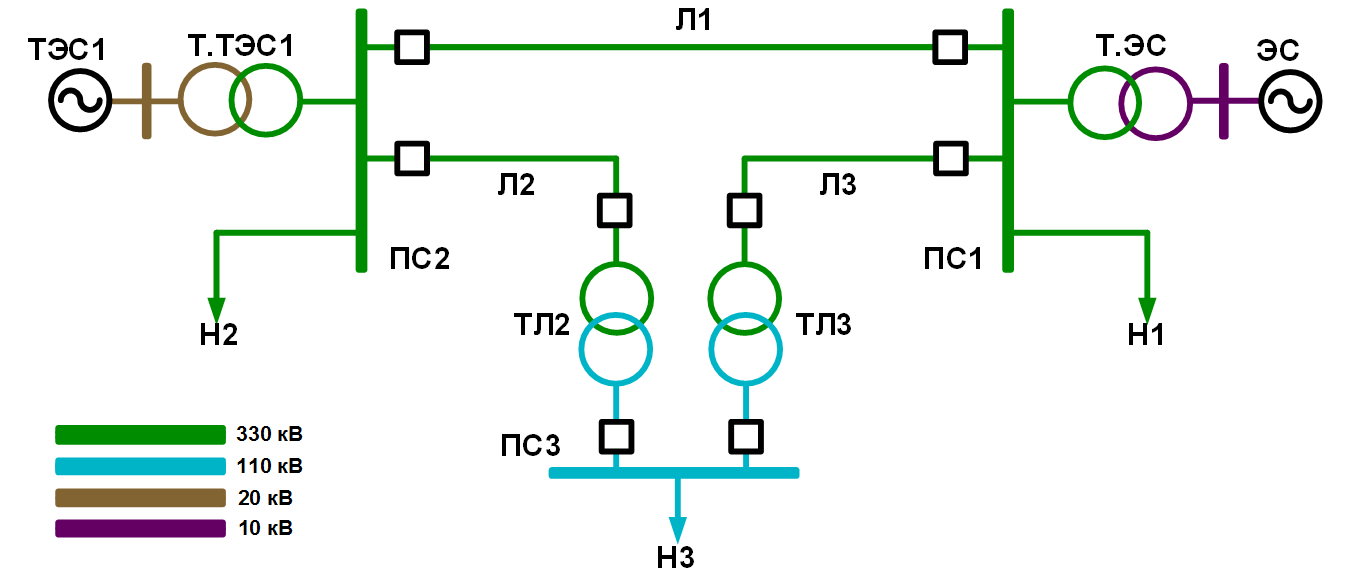 Л1
ТЭС1
Т.ТЭС1
Т.ЭС
ЭС
Л2
Л3
ПС2
ПС1
ТЛ2
ТЛ3
Н2
Н1
ПС3
330 кВ
110 кВ
20 кВ
10 кВ
Н3